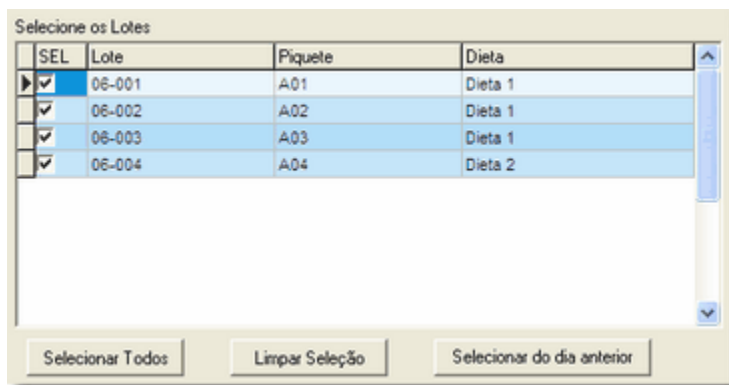 Selecione os Lotes
SEL Lote Piquete Dieta
06-001 A01 Dieta 1
06-002 A02 Dieta 1
06-003 A03 Dieta 1
06-004 A04 Dieta 2
Selecionar Todos Limpar Seleção Selecionar do dia anterior